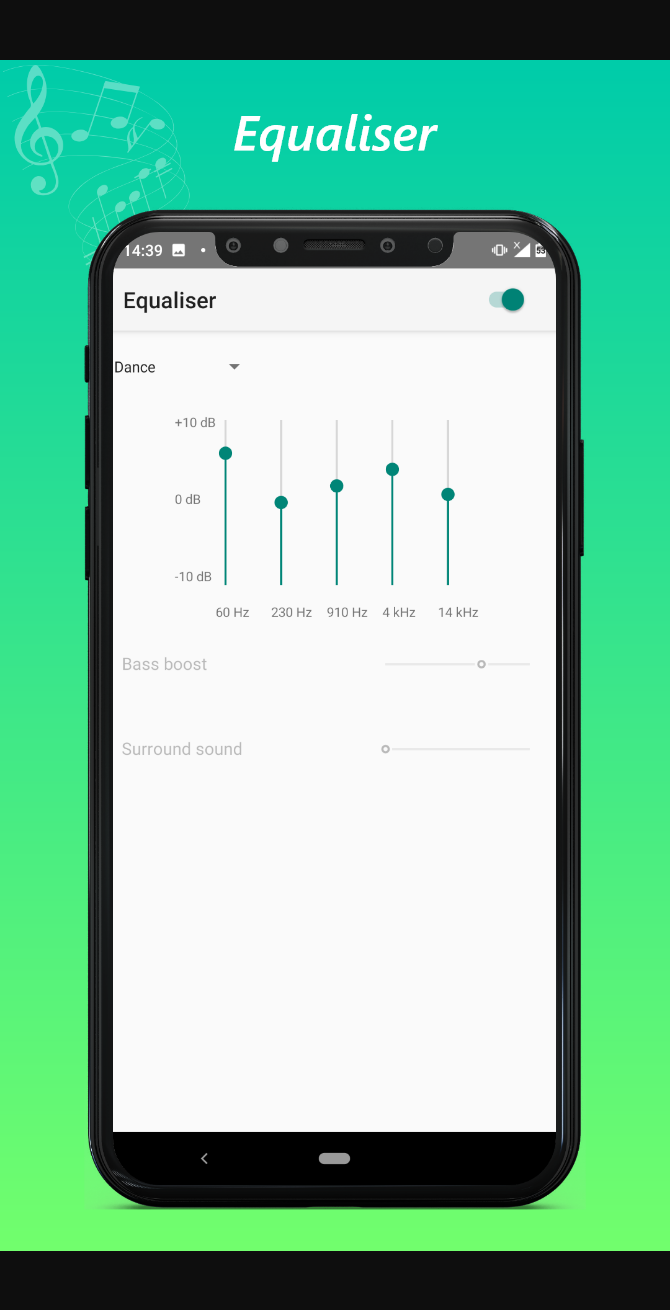 Equaliser
14:39
Equaliser
Dance
+10 dB
0 dB
-10 dB
60 Hz 230 Hz 910 Hz 4 kHz 14 kHz
Bass boost
Surround sound